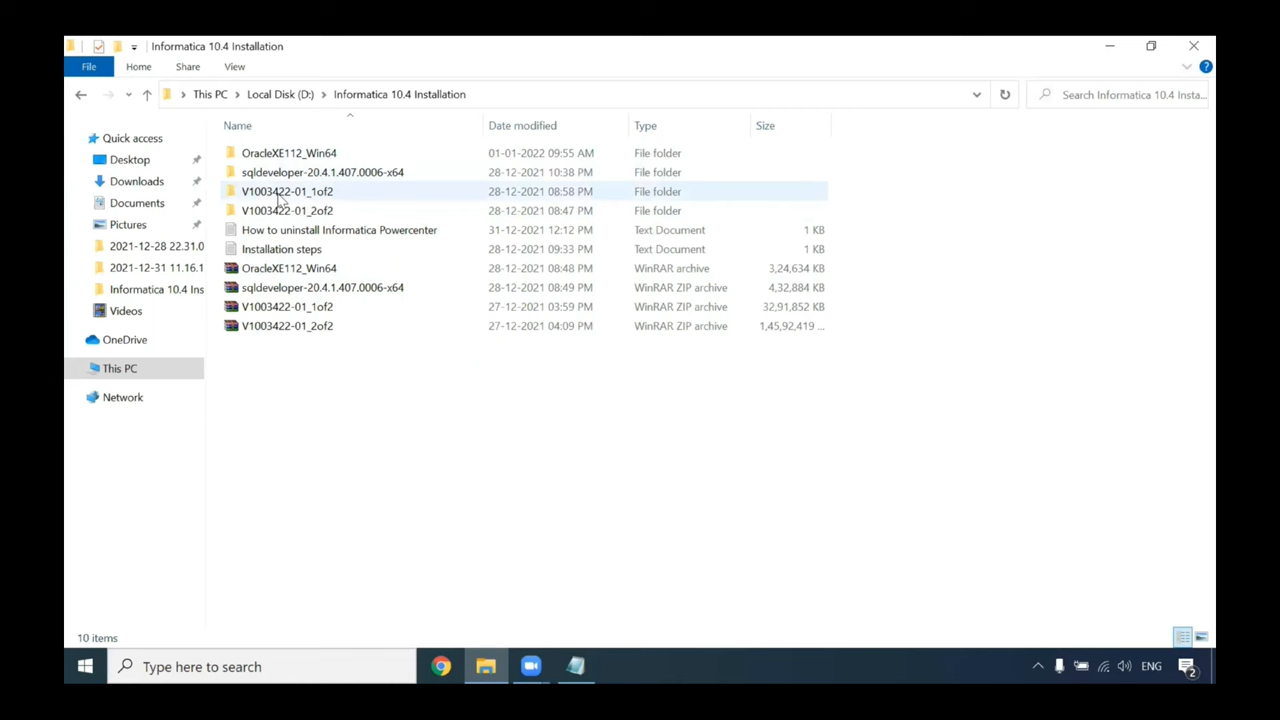 Informatica 10.4 Installation
File Home Share View
This PC Local Disk (D:) Informatica 10.4 Installation Search Informatica 10.4 Insta...
Name Date modified Type Size
Quick access
Desktop
Downloads
Documents
Pictures
2021-12-28 22.31.0
2021-12-31 11.16.1
Informatica 10.4 Ins
Videos
OneDrive
This PC
Network
OracleXE112_Win64 01-01-2022 09:55 AM File folder
sqldeveloper-20.4.1.407.0006-x64 28-12-2021 10:38 PM File folder
V1003422-01_1of2 28-12-2021 08:58 PM File folder
V1003422-01_2of2 28-12-2021 08:47 PM File folder
How to uninstall Informatica Powercenter 31-12-2021 12:12 PM Text Document 1 KB
Installation steps 28-12-2021 09:33 PM Text Document 1 KB
OracleXE112_Win64 28-12-2021 08:48 PM WinRAR archive 3,24,634 KB
sqldeveloper-20.4.1.407.0006-x64 28-12-2021 08:49 PM WinRAR ZIP archive 4,32,884 KB
V1003422-01_1of2 27-12-2021 03:59 PM WinRAR ZIP archive 32,91,852 KB
V1003422-01_2of2 27-12-2021 04:09 PM WinRAR ZIP archive 1,45,92,419 ...
10 items
Type here to search ENG 2